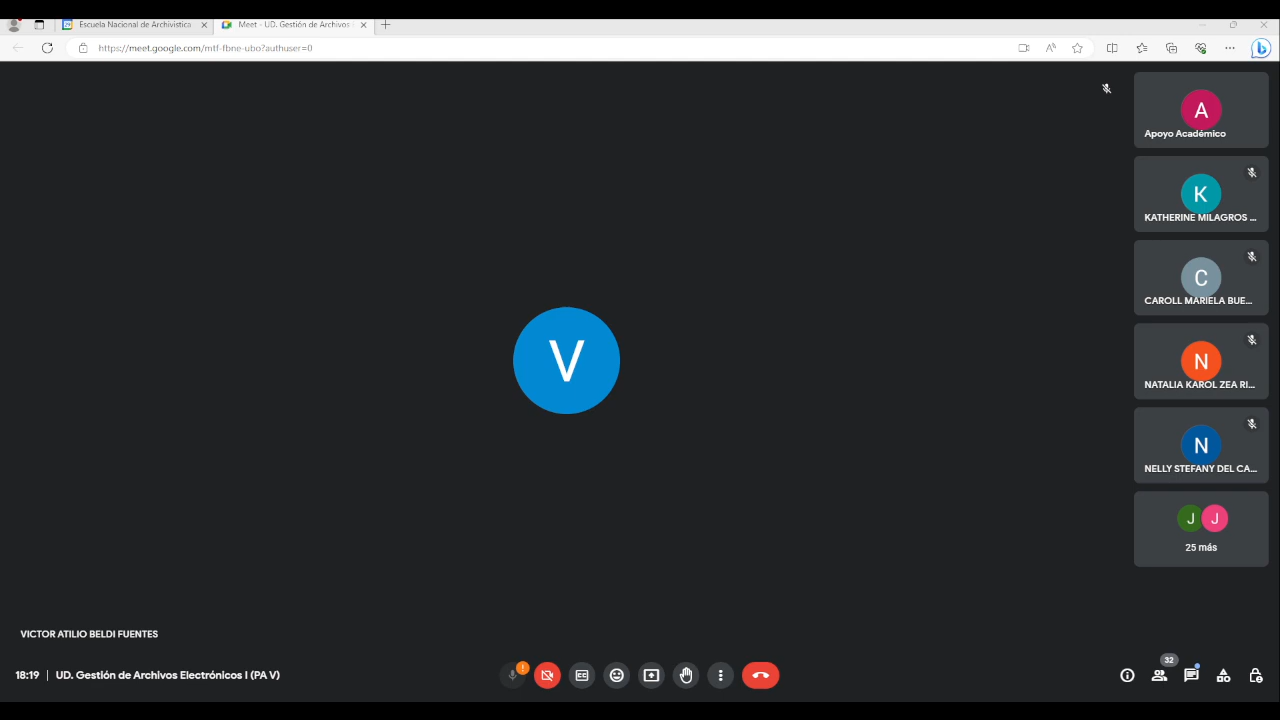 Escuela Nacional de Archivística
Meet - UD. Gestión de Archivos
https://meet.google.com/mtf-fbne-ubo?authuser=0
A
Apoyo Académico
K
KATHERINE MILAGROS ...
C
CAROLL MARIELA BUE...
V
N
NATALIA KAROL ZEA RI...
N
NELLY STEFANY DEL CA...
J J
25 más
VICTOR ATILIO BELDI FUENTES
18:19 | UD. Gestión de Archivos Electrónicos I (PA V)
32